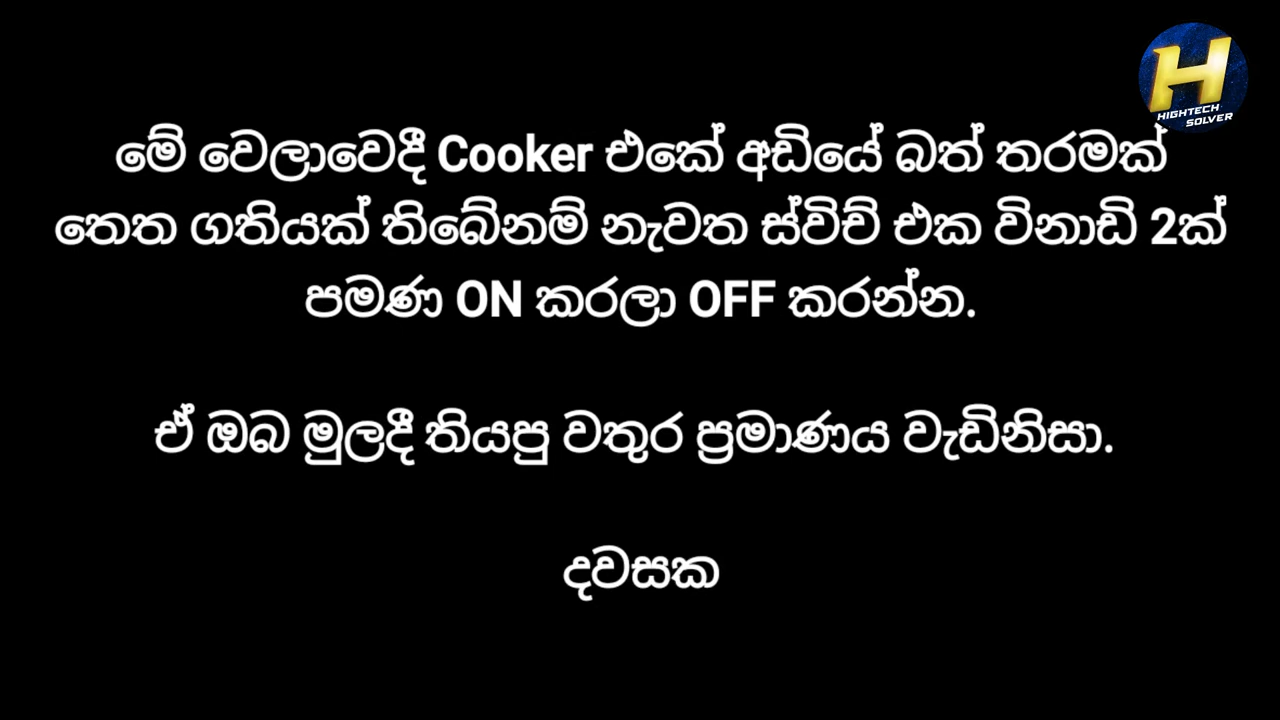 HIGHTECH
SOLVER
මේ වෙලාවෙදී Cooker එකේ අඩියේ බත් තරමක්
තෙත ගතියක් තිබේනම් නැවත ස්විච් එක විනාඩි 2ක්
පමණ ON කරලා OFF කරන්න.
ඒ ඔබ මුලදී තියපු වතුර ප්‍රමාණය වැඩිනිසා.
දවසක